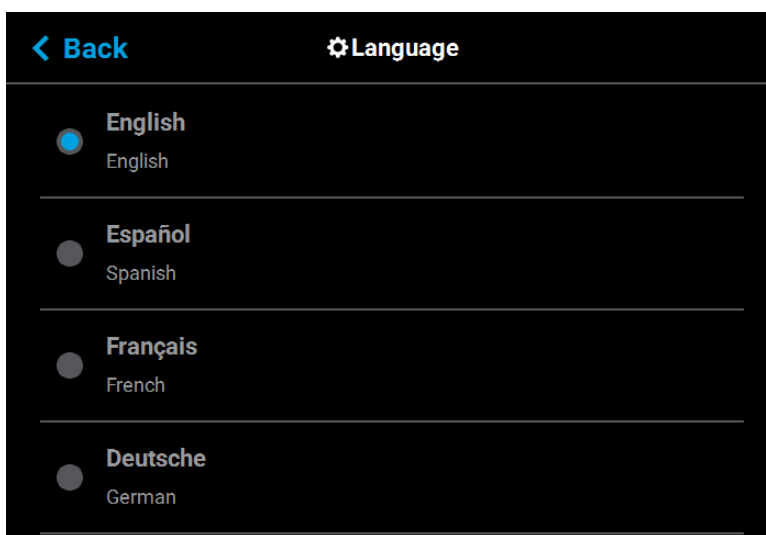 Back
Language
English
English
Español
Spanish
Français
French
Deutsche
German